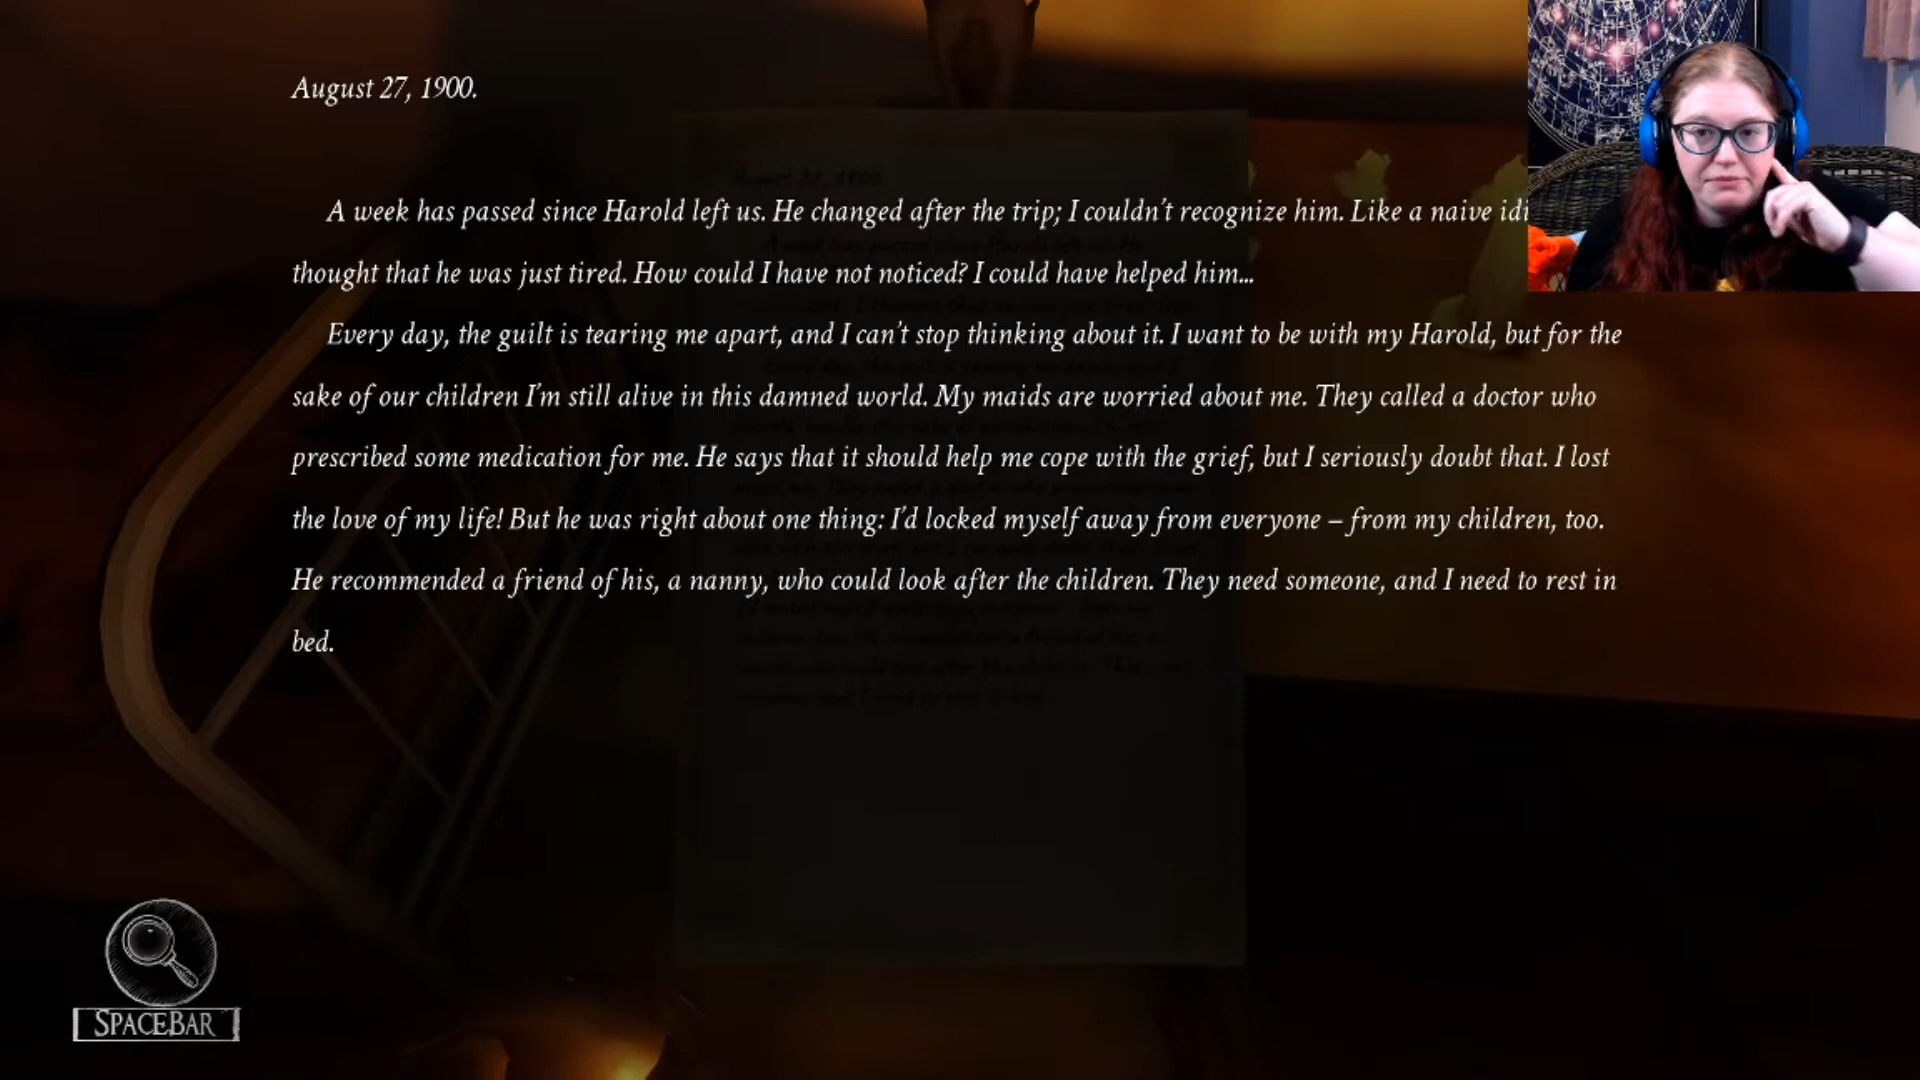 August 27, 1900.
A week has passed since Harold left us. He changed after the trip; I couldn't recognize him. Like a naive idi
thought that he was just tired. How could I have not noticed? I could have helped him...
Every day, the guilt is tearing me apart, and I can't stop thinking about it. I want to be with my Harold, but for the
sake of our children I'm still alive in this damned world. My maids are worried about me. They called a doctor who
prescribed some medication for me. He says that it should help me cope with the grief, but I seriously doubt that. I lost
the love of my life! But he was right about one thing: I'd locked myself away from everyone – from my children, too.
He recommended a friend of his, a nanny, who could look after the children. They need someone, and I need to rest in
bed.
SPACEBAR